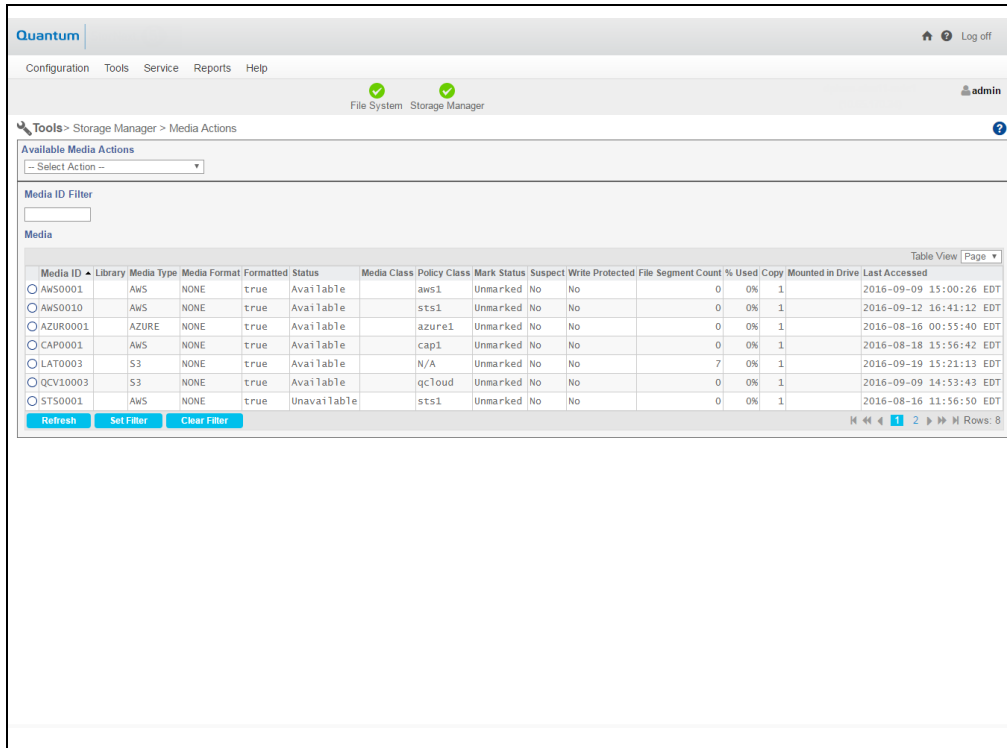 Quantum
Log off
Configuration Tools Service Reports Help
File System Storage Manager
admin
Tools> Storage Manager > Media Actions
Available Media Actions
-- Select Action --
Media ID Filter
Media
Table View Page
Media ID Library Media Type Media Format Formatted Status Media Class Policy Class Mark Status Suspect Write Protected File Segment Count % Used Copy Mounted in Drive Last Accessed
AWS0001 AWS NONE true Available aws1 Unmarked No No 0 0% 1 2016-09-09 15:00:26 EDT
AWS0010 AWS NONE true Available sts1 Unmarked No No 0 0% 1 2016-09-12 16:41:12 EDT
AZUR0001 AZURE NONE true Available azure1 Unmarked No No 0 0% 1 2016-08-16 00:55:40 EDT
CAP0001 AWS NONE true Available cap1 Unmarked No No 0 0% 1 2016-08-18 15:56:42 EDT
LAT0003 S3 NONE true Available N/A Unmarked No No 7 0% 1 2016-09-19 15:21:13 EDT
QCV10003 S3 NONE true Available qcloud Unmarked No No 0 0% 1 2016-09-09 14:53:43 EDT
STS0001 AWS NONE true Unavailable sts1 Unmarked No No 0 0% 1 2016-08-16 11:56:50 EDT
Refresh Set Filter Clear Filter 1 2 Rows: 8